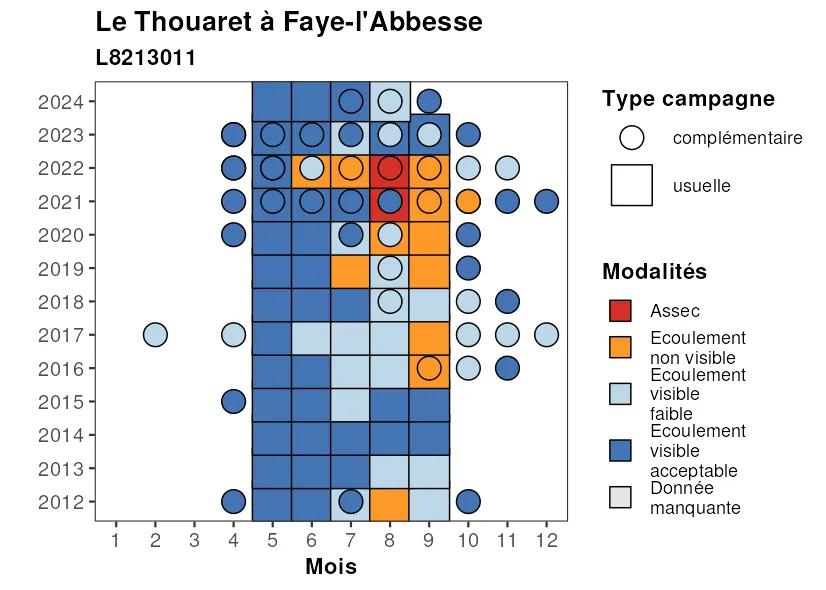 Le Thouaret à Faye-l'Abbesse
L8213011
2024
2023
2022
2021
2020
2019
2018
2017
2016
2015
2014
2013
2012
1 2 3 4 5 6 7 8 9 10 11 12
Mois
Type campagne
complémentaire
usuelle
Modalités
Assec
Ecoulement
non visible
Ecoulement
visible
faible
Ecoulement
visible
acceptable
Donnée
manquante